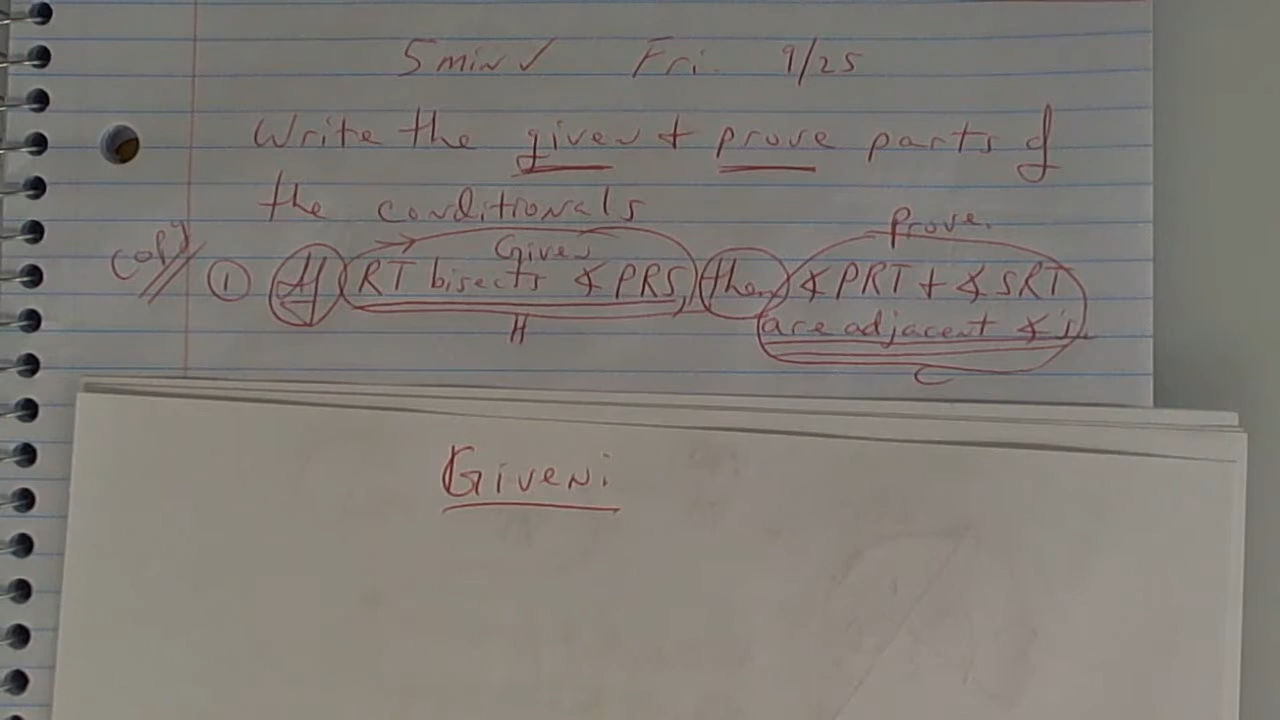 5 min ✓ Fri. 9/25
Write the given + prove parts of
the conditionals
Prove.
Given
copy // ① If RT bisects ∡PRS, then ∡PRT + ∡SRT
are adjacent ∡'s.
H
C
Given: